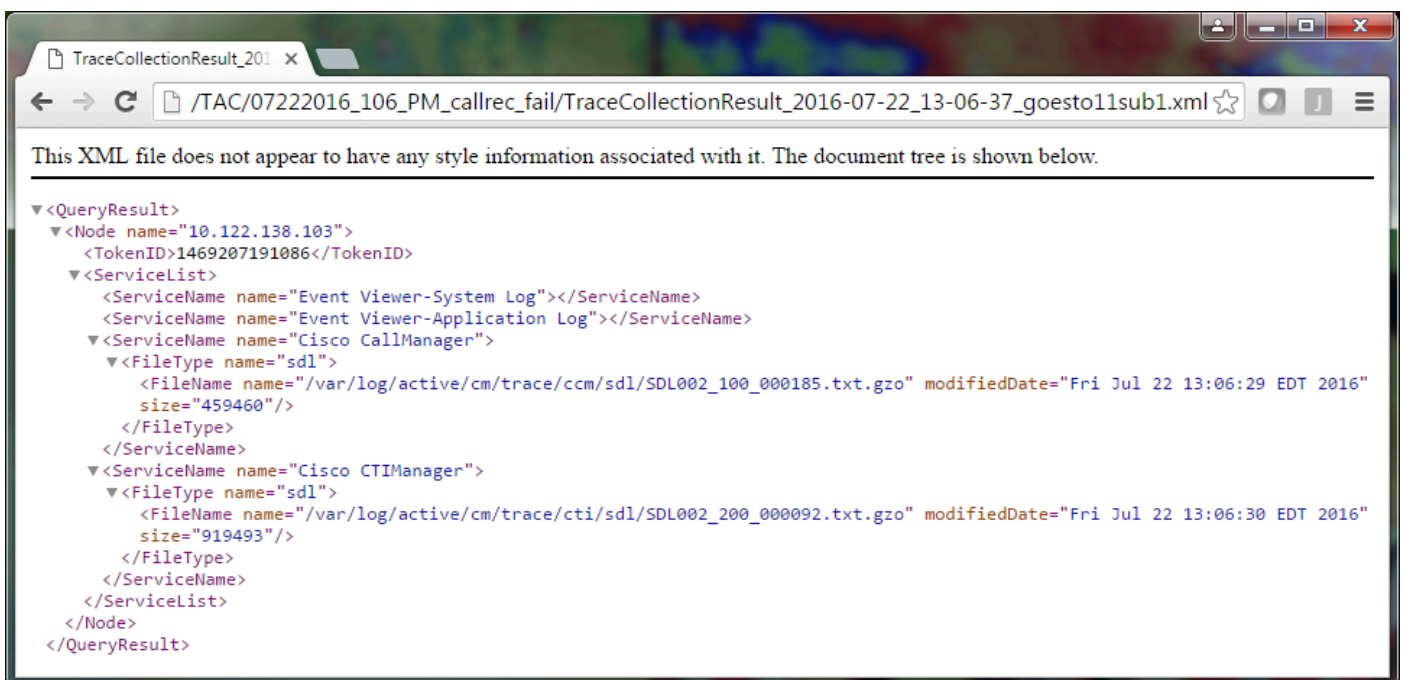 TraceCollectionResult_201
/TAC/07222016_106_PM_callrec_fail/TraceCollectionResult_2016-07-22_13-06-37_goesto11sub1.xml
J
This XML file does not appear to have any style information associated with it. The document tree is shown below.
▼<QueryResult>
▼<Node name="10.122.138.103">
<TokenID>1469207191086</TokenID>
▼<ServiceList>
<ServiceName name="Event Viewer-System Log"></ServiceName>
<ServiceName name="Event Viewer-Application Log"></ServiceName>
▼<ServiceName name="Cisco CallManager">
▼<FileType name="sdl">
<FileName name="/var/log/active/cm/trace/ccm/sdl/SDL002_100_000185.txt.gzo" modifiedDate="Fri Jul 22 13:06:29 EDT 2016"
size="459460"/>
</FileType>
</ServiceName>
▼<ServiceName name="Cisco CTIManager">
▼<FileType name="sdl">
<FileName name="/var/log/active/cm/trace/cti/sdl/SDL002_200_000092.txt.gzo" modifiedDate="Fri Jul 22 13:06:30 EDT 2016"
size="919493"/>
</FileType>
</ServiceName>
</ServiceList>
</Node>
</QueryResult>